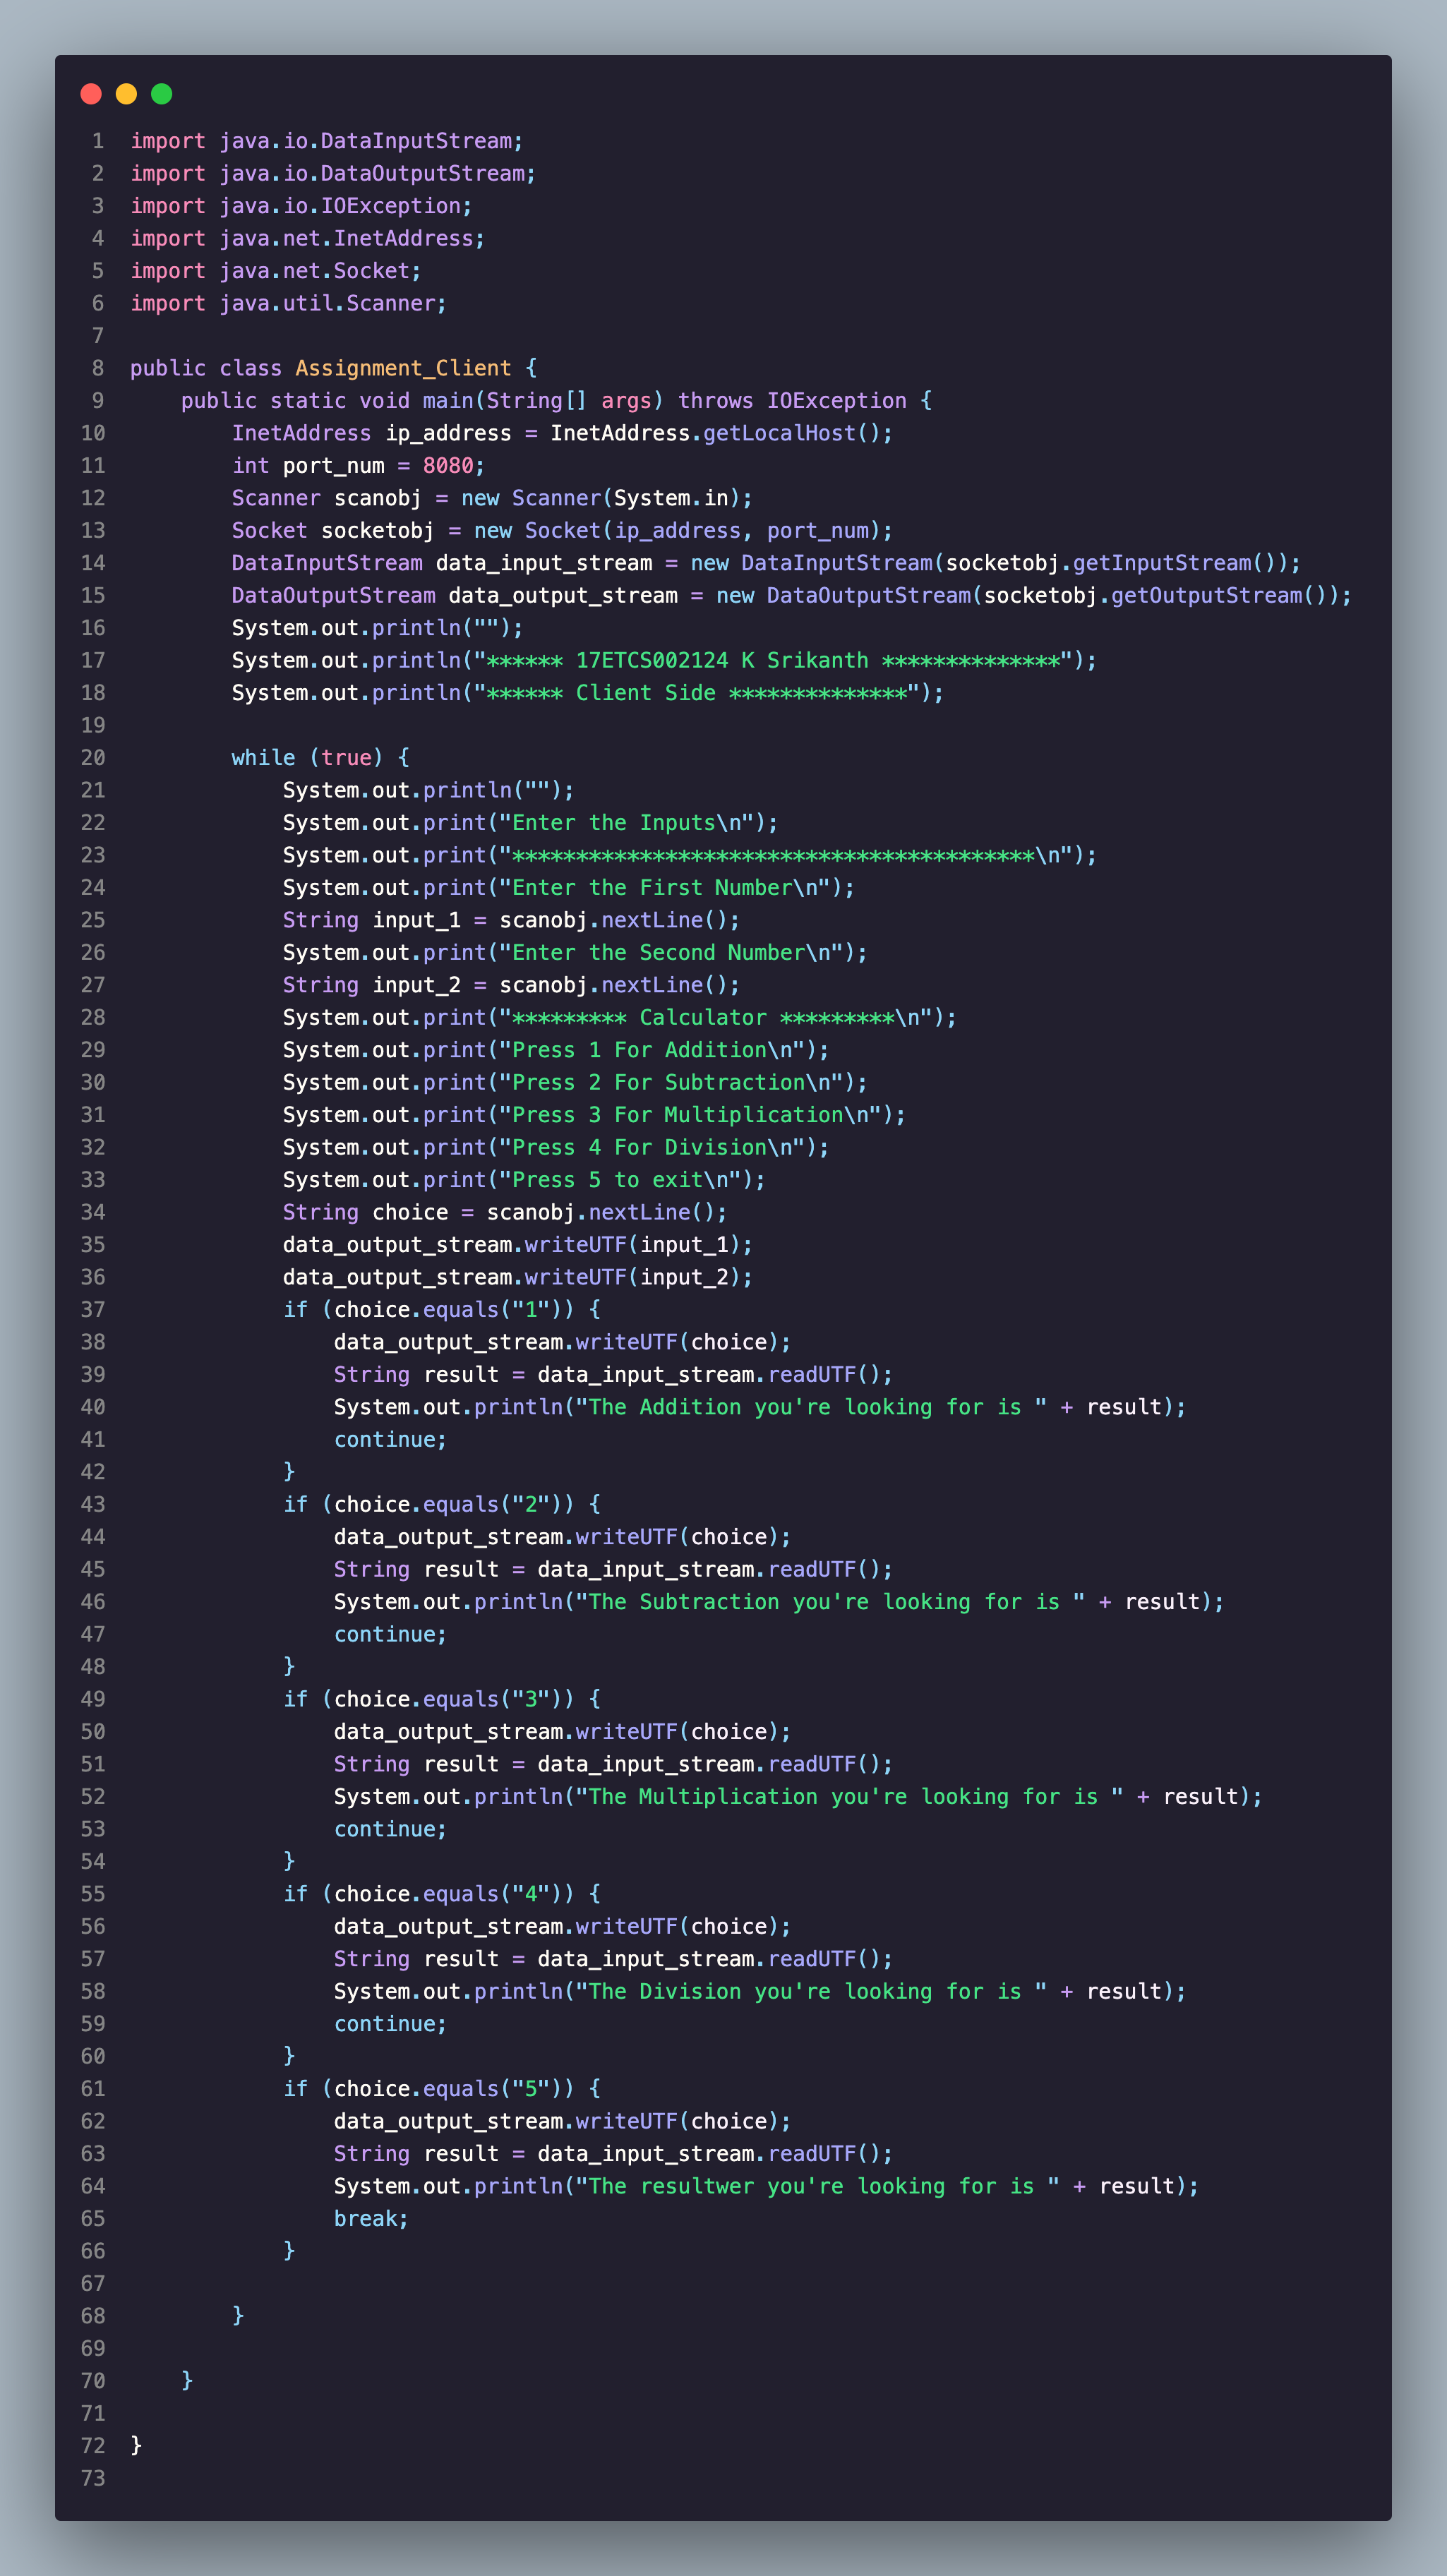 1 import java.io.DataInputStream;
2 import java.io.DataOutputStream;
3 import java.io.IOException;
4 import java.net.InetAddress;
5 import java.net.Socket;
6 import java.util.Scanner;
7
8 public class Assignment_Client {
9     public static void main(String[] args) throws IOException {
10         InetAddress ip_address = InetAddress.getLocalHost();
11         int port_num = 8080;
12         Scanner scanobj = new Scanner(System.in);
13         Socket socketobj = new Socket(ip_address, port_num);
14         DataInputStream data_input_stream = new DataInputStream(socketobj.getInputStream());
15         DataOutputStream data_output_stream = new DataOutputStream(socketobj.getOutputStream());
16         System.out.println("");
17         System.out.println("****** 17ETCS002124 K Srikanth **************");
18         System.out.println("****** Client Side **************");
19
20         while (true) {
21             System.out.println("");
22             System.out.print("Enter the Inputs\n");
23             System.out.print("*****************************************\n");
24             System.out.print("Enter the First Number\n");
25             String input_1 = scanobj.nextLine();
26             System.out.print("Enter the Second Number\n");
27             String input_2 = scanobj.nextLine();
28             System.out.print("********* Calculator *********\n");
29             System.out.print("Press 1 For Addition\n");
30             System.out.print("Press 2 For Subtraction\n");
31             System.out.print("Press 3 For Multiplication\n");
32             System.out.print("Press 4 For Division\n");
33             System.out.print("Press 5 to exit\n");
34             String choice = scanobj.nextLine();
35             data_output_stream.writeUTF(input_1);
36             data_output_stream.writeUTF(input_2);
37             if (choice.equals("1")) {
38                 data_output_stream.writeUTF(choice);
39                 String result = data_input_stream.readUTF();
40                 System.out.println("The Addition you're looking for is " + result);
41                 continue;
42             }
43             if (choice.equals("2")) {
44                 data_output_stream.writeUTF(choice);
45                 String result = data_input_stream.readUTF();
46                 System.out.println("The Subtraction you're looking for is " + result);
47                 continue;
48             }
49             if (choice.equals("3")) {
50                 data_output_stream.writeUTF(choice);
51                 String result = data_input_stream.readUTF();
52                 System.out.println("The Multiplication you're looking for is " + result);
53                 continue;
54             }
55             if (choice.equals("4")) {
56                 data_output_stream.writeUTF(choice);
57                 String result = data_input_stream.readUTF();
58                 System.out.println("The Division you're looking for is " + result);
59                 continue;
60             }
61             if (choice.equals("5")) {
62                 data_output_stream.writeUTF(choice);
63                 String result = data_input_stream.readUTF();
64                 System.out.println("The resultwer you're looking for is " + result);
65                 break;
66             }
67
68         }
69
70     }
71
72 }
73